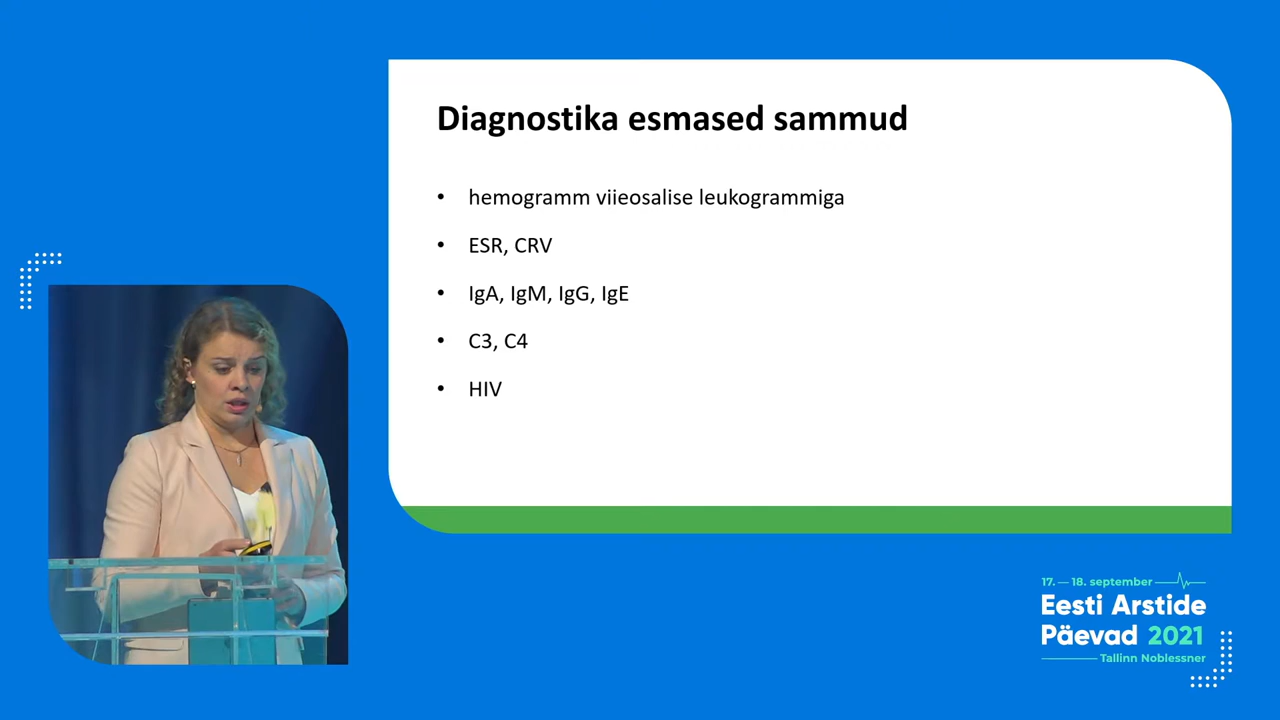 Diagnostika esmased sammud
• hemogramm viieosalise leukogrammiga
• ESR, CRV
• IgA, IgM, IgG, IgE
• C3, C4
• HIV
17. — 18. september
Eesti Arstide
Päevad 2021
Tallinn Noblessner